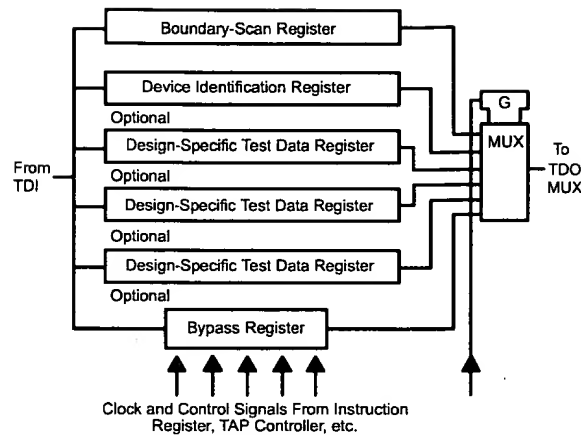 Boundary-Scan Register
Device Identification Register
G
Optional
MUX
Design-Specific Test Data Register
From
TDI
To
TDO
MUX
Optional
Design-Specific Test Data Register
Optional
Design-Specific Test Data Register
Optional
Bypass Register
Clock and Control Signals From Instruction
Register, TAP Controller, etc.